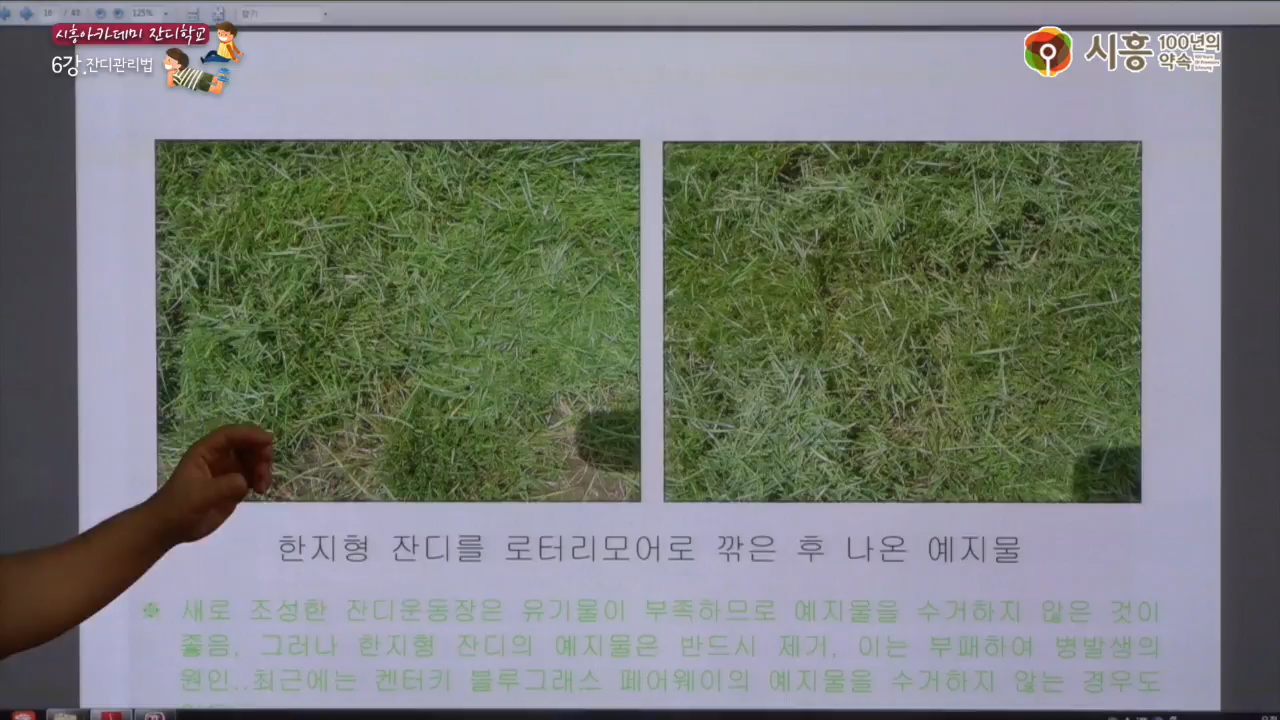 16 / 43 125% 찾기
시흥아카데미 잔디학교
6강.잔디관리법
시흥 100년의 약속
한지형 잔디를 로터리모어로 깎은 후 나온 예지물
※ 새로 조성한 잔디운동장은 유기물이 부족하므로 예지물을 수거하지 않은 것이
좋음. 그러나 한지형 잔디의 예지물은 반드시 제거, 이는 부패하여 병발생의
원인..최근에는 켄터키 블루그래스 페어웨이의 예지물을 수거하지 않는 경우도